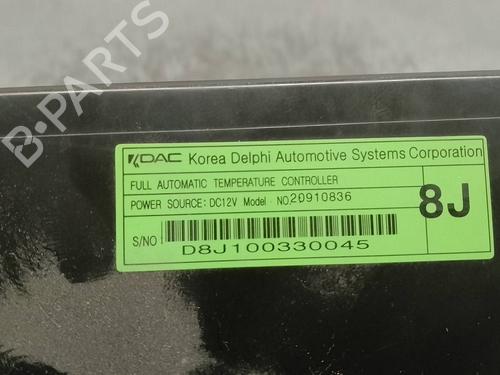 B-PARTS
KDAC Korea Delphi Automotive Systems Corporation
FULL AUTOMATIC TEMPERATURE CONTROLLER
POWER SOURCE: DC12V Model · NO20910836
8J
S/NO
D8J100330045